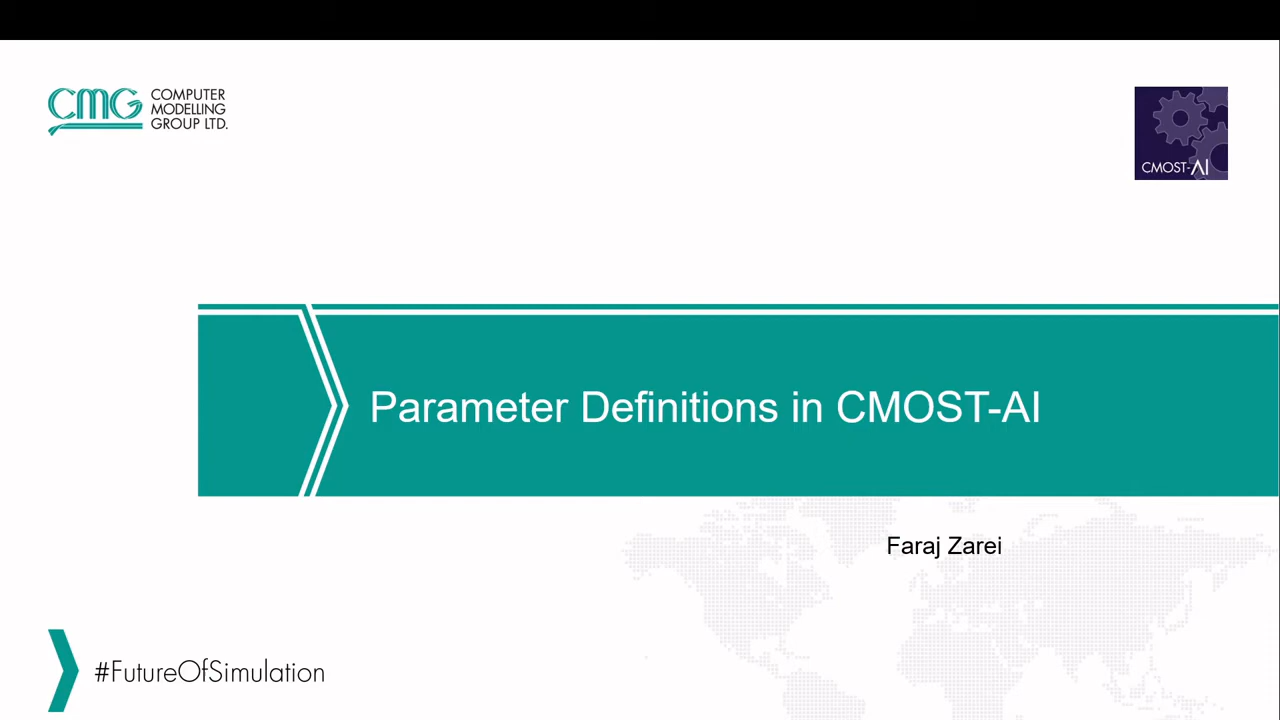 CMG
COMPUTER
MODELLING
GROUP LTD.
CMOST-AI
Parameter Definitions in CMOST-AI
Faraj Zarei
#FutureOfSimulation